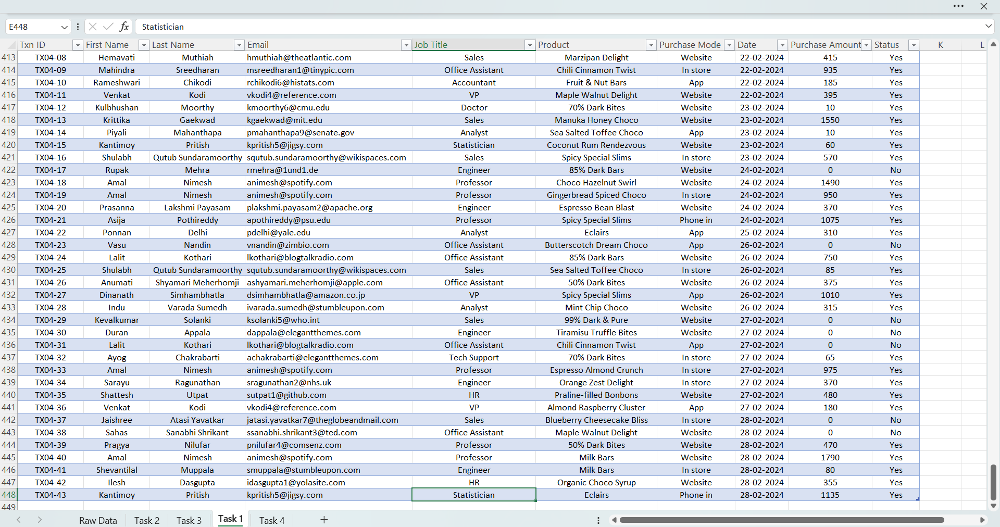 E448 fx Statistician
Txn ID First Name Last Name Email Job Title Product Purchase Mode Date Purchase Amount Status K L
413 TX04-08 Hemavati Muthiah hmuthiah@theatlantic.com Sales Marzipan Delight Website 22-02-2024 415 Yes
414 TX04-09 Mahindra Sreedharan msreedharan1@tinypic.com Office Assistant Chili Cinnamon Twist In store 22-02-2024 935 Yes
415 TX04-10 Rameshwari Chikodi rchikodi6@histats.com Accountant Fruit & Nut Bars App 22-02-2024 185 Yes
416 TX04-11 Venkat Kodi vkodi4@reference.com VP Maple Walnut Delight Website 22-02-2024 395 Yes
417 TX04-12 Kulbhushan Moorthy kmoorthy6@cmu.edu Doctor 70% Dark Bites Website 23-02-2024 10 Yes
418 TX04-13 Krittika Gaekwad kgaekwad@mit.edu Sales Manuka Honey Choco Website 23-02-2024 1550 Yes
419 TX04-14 Piyali Mahanthapa pmahanthapa9@senate.gov Analyst Sea Salted Toffee Choco App 23-02-2024 10 Yes
420 TX04-15 Kantimoy Pritish kpritish5@jigsy.com Statistician Coconut Rum Rendezvous Website 23-02-2024 60 Yes
421 TX04-16 Shulabh Qutub Sundaramoorthy squtub.sundaramoorthy@wikispaces.com Sales Spicy Special Slims In store 23-02-2024 570 Yes
422 TX04-17 Rupak Mehra rmehra@1und1.de Engineer 85% Dark Bars Website 24-02-2024 0 No
423 TX04-18 Amal Nimesh animesh@spotify.com Professor Choco Hazelnut Swirl Website 24-02-2024 1490 Yes
424 TX04-19 Amal Nimesh animesh@spotify.com Professor Gingerbread Spiced Choco In store 24-02-2024 950 Yes
425 TX04-20 Prasanna Lakshmi Payasam plakshmi.payasam2@apache.org Engineer Espresso Bean Blast Website 24-02-2024 370 Yes
426 TX04-21 Asija Pothireddy apothireddy@psu.edu Professor Spicy Special Slims Phone in 24-02-2024 1075 Yes
427 TX04-22 Ponnan Delhi pdelhi@yale.edu Analyst Eclairs App 25-02-2024 310 Yes
428 TX04-23 Vasu Nandin vnandin@zimbio.com Office Assistant Butterscotch Dream Choco App 26-02-2024 0 No
429 TX04-24 Lalit Kothari lkothari@blogtalkradio.com Office Assistant 85% Dark Bars Website 26-02-2024 750 Yes
430 TX04-25 Shulabh Qutub Sundaramoorthy squtub.sundaramoorthy@wikispaces.com Sales Sea Salted Toffee Choco In store 26-02-2024 85 Yes
431 TX04-26 Anumati Shyamari Meherhomji ashyamari.meherhomji@apple.com Office Assistant 50% Dark Bites Website 26-02-2024 375 Yes
432 TX04-27 Dinanath Simhambhatla dsimhambhatla@amazon.co.jp VP Spicy Special Slims App 26-02-2024 1010 Yes
433 TX04-28 Indu Varada Sumedh ivarada.sumedh@stumbleupon.com Analyst Mint Chip Choco Website 26-02-2024 315 Yes
434 TX04-29 Kevalkumar Solanki ksolanki5@who.int Sales 99% Dark & Pure Website 27-02-2024 0 No
435 TX04-30 Duran Appala dappala@elegantthemes.com Engineer Tiramisu Truffle Bites Website 27-02-2024 0 No
436 TX04-31 Lalit Kothari lkothari@blogtalkradio.com Office Assistant Chili Cinnamon Twist App 27-02-2024 0 No
437 TX04-32 Ayog Chakrabarti achakrabarti@elegantthemes.com Tech Support 70% Dark Bites In store 27-02-2024 65 Yes
438 TX04-33 Amal Nimesh animesh@spotify.com Professor Espresso Almond Crunch In store 27-02-2024 975 Yes
439 TX04-34 Sarayu Ragunathan sragunathan2@nhs.uk Engineer Orange Zest Delight In store 27-02-2024 370 Yes
440 TX04-35 Shattesh Utpat sutpat1@github.com HR Praline-filled Bonbons Website 27-02-2024 480 Yes
441 TX04-36 Venkat Kodi vkodi4@reference.com VP Almond Raspberry Cluster App 27-02-2024 180 Yes
442 TX04-37 Jaishree Atasi Yavatkar jatasi.yavatkar7@theglobeandmail.com Sales Blueberry Cheesecake Bliss In store 28-02-2024 0 No
443 TX04-38 Sahas Sanabhi Shrikant ssanabhi.shrikant3@ted.com Office Assistant Maple Walnut Delight Website 28-02-2024 0 No
444 TX04-39 Pragya Nilufar pnilufar4@comsenz.com Professor 50% Dark Bites Website 28-02-2024 470 Yes
445 TX04-40 Amal Nimesh animesh@spotify.com Professor Milk Bars Website 28-02-2024 1790 Yes
446 TX04-41 Shevantilal Muppala smuppala@stumbleupon.com Engineer Milk Bars In store 28-02-2024 80 Yes
447 TX04-42 Ilesh Dasgupta idasgupta1@yolasite.com HR Organic Choco Syrup Website 28-02-2024 355 Yes
448 TX04-43 Kantimoy Pritish kpritish5@jigsy.com Statistician Eclairs Phone in 28-02-2024 1135 Yes
449
Raw Data Task 2 Task 3 Task 1 Task 4